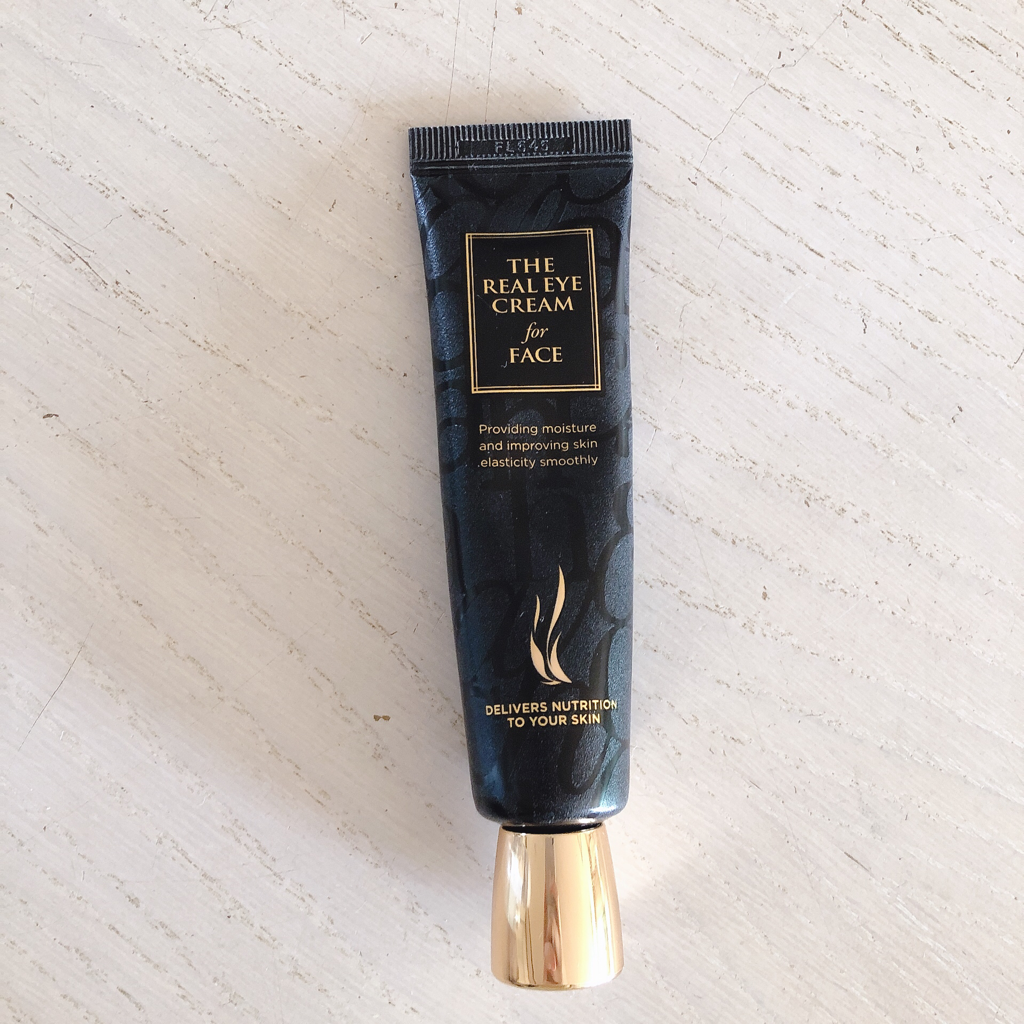 THE
REAL EYE
CREAM
for
FACE
Providing moisture
and improving skin
elasticity smoothly
DELIVERS NUTRITION
TO YOUR SKIN